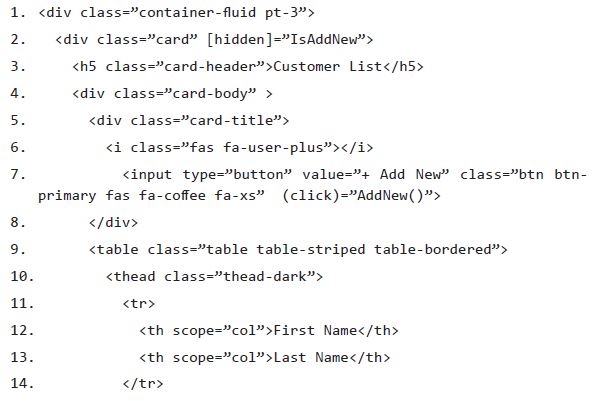 1. <div class=”container-fluid pt-3”>
2. <div class=”card” [hidden]=”IsAddNew”>
3. <h5 class=”card-header”>Customer List</h5>
4. <div class=”card-body” >
5. <div class=”card-title”>
6. <i class=”fas fa-user-plus”></i>
7. <input type=”button” value=”+ Add New” class=”btn btn-
primary fas fa-coffee fa-xs” (click)=”AddNew()”>
8. </div>
9. <table class=”table table-striped table-bordered”>
10. <thead class=”thead-dark”>
11. <tr>
12. <th scope=”col”>First Name</th>
13. <th scope=”col”>Last Name</th>
14. </tr>